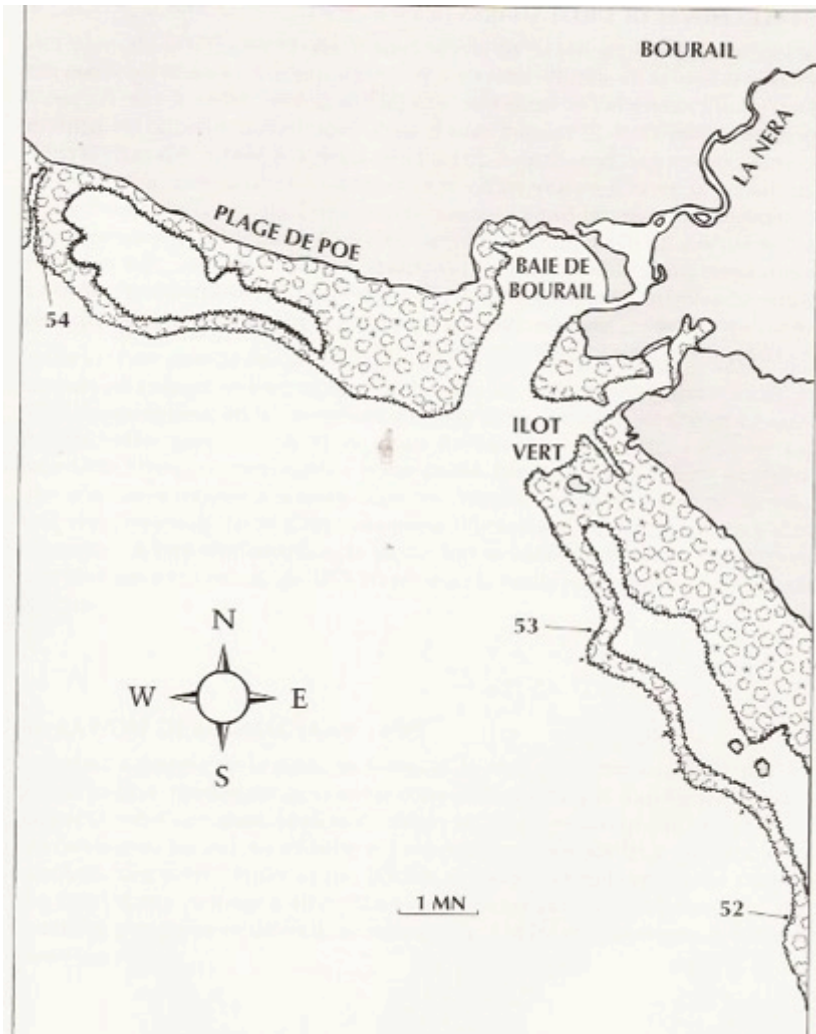 BOURAIL
LA NERA
PLAGE DE POE
BAIE DE
BOURAIL
54
ILOT
VERT
N
W E
S
53
1 MN
52